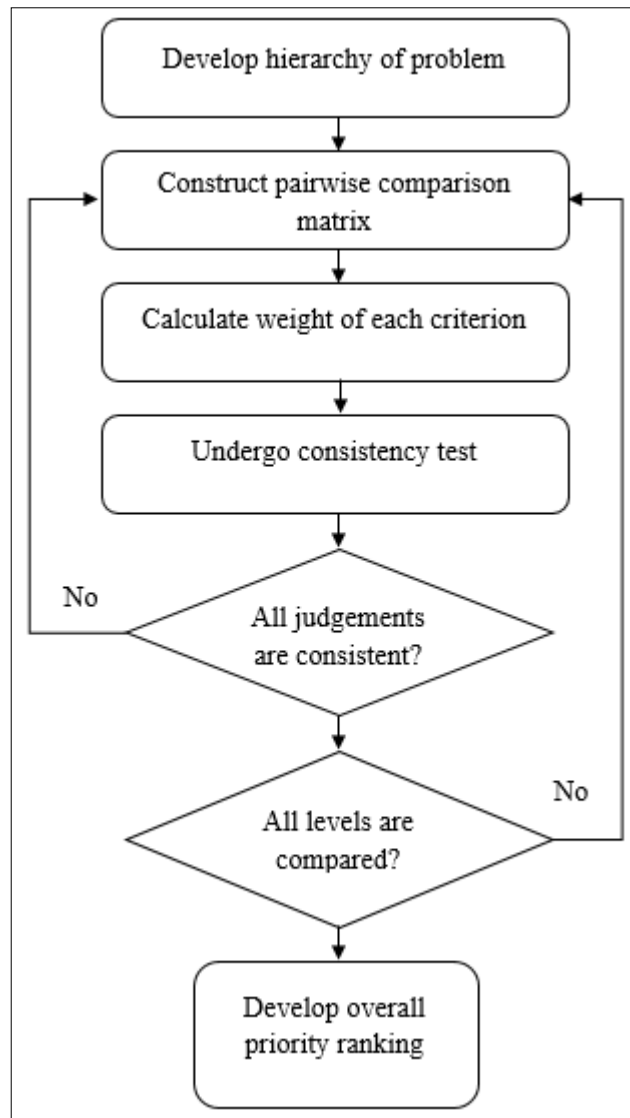 Develop hierarchy of problem
Construct pairwise comparison
matrix
Calculate weight of each criterion
Undergo consistency test
No
All judgements
are consistent?
No
All levels are
compared?
Develop overall
priority ranking